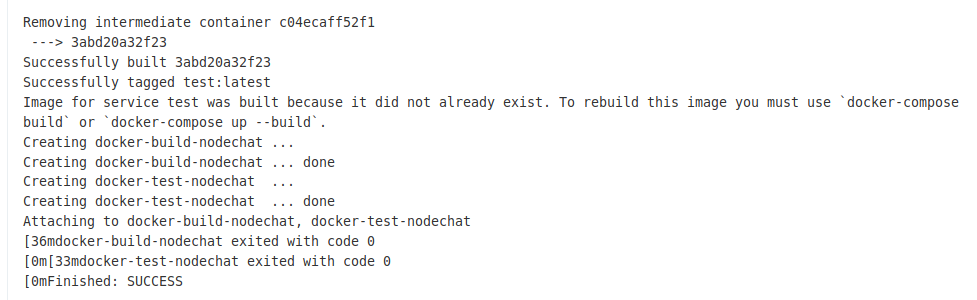 Removing intermediate container c04ecaff52f1
 ---> 3abd20a32f23
Successfully built 3abd20a32f23
Successfully tagged test:latest
Image for service test was built because it did not already exist. To rebuild this image you must use `docker-compose
build` or `docker-compose up --build`.
Creating docker-build-nodechat ...
Creating docker-build-nodechat ... done
Creating docker-test-nodechat  ...
Creating docker-test-nodechat  ... done
Attaching to docker-build-nodechat, docker-test-nodechat
[36mdocker-build-nodechat exited with code 0
[0m[33mdocker-test-nodechat exited with code 0
[0mFinished: SUCCESS